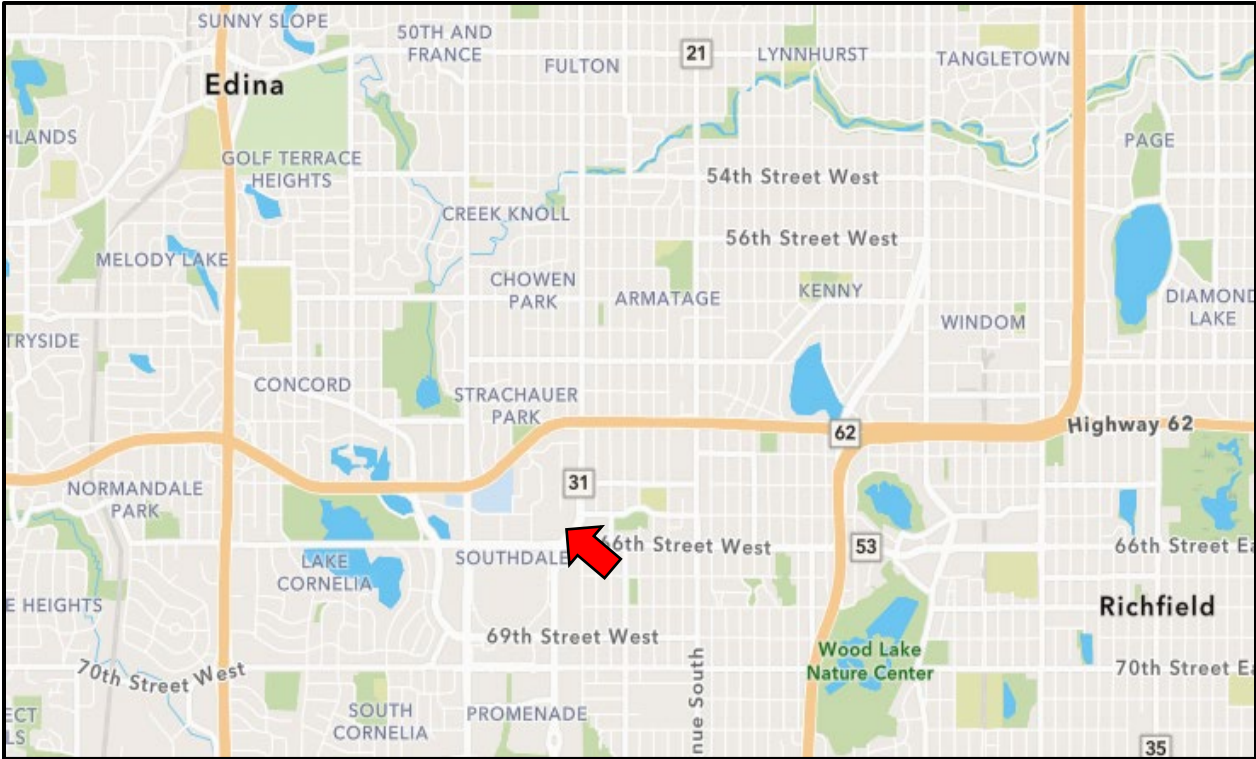 SUNNY SLOPE
50TH AND
FRANCE
FULTON
21
LYNNHURST
TANGLETOWN
Edina
HLANDS
GOLF TERRACE
HEIGHTS
PAGE
54th Street West
CREEK KNOLL
56th Street West
MELODY LAKE
CHOWEN
PARK
ARMATAGE
KENNY
DIAMOND
LAKE
TRYSIDE
WINDOM
CONCORD
STRACHAUER
PARK
62
Highway 62
31
NORMANDALE
PARK
SOUTHDALE
66th Street West
53
66th Street Ea
LAKE
CORNELIA
E HEIGHTS
Richfield
69th Street West
70th Street West
Wood Lake
Nature Center
70th Street Ea
nue South
ECT
LS
SOUTH
CORNELIA
PROMENADE
35